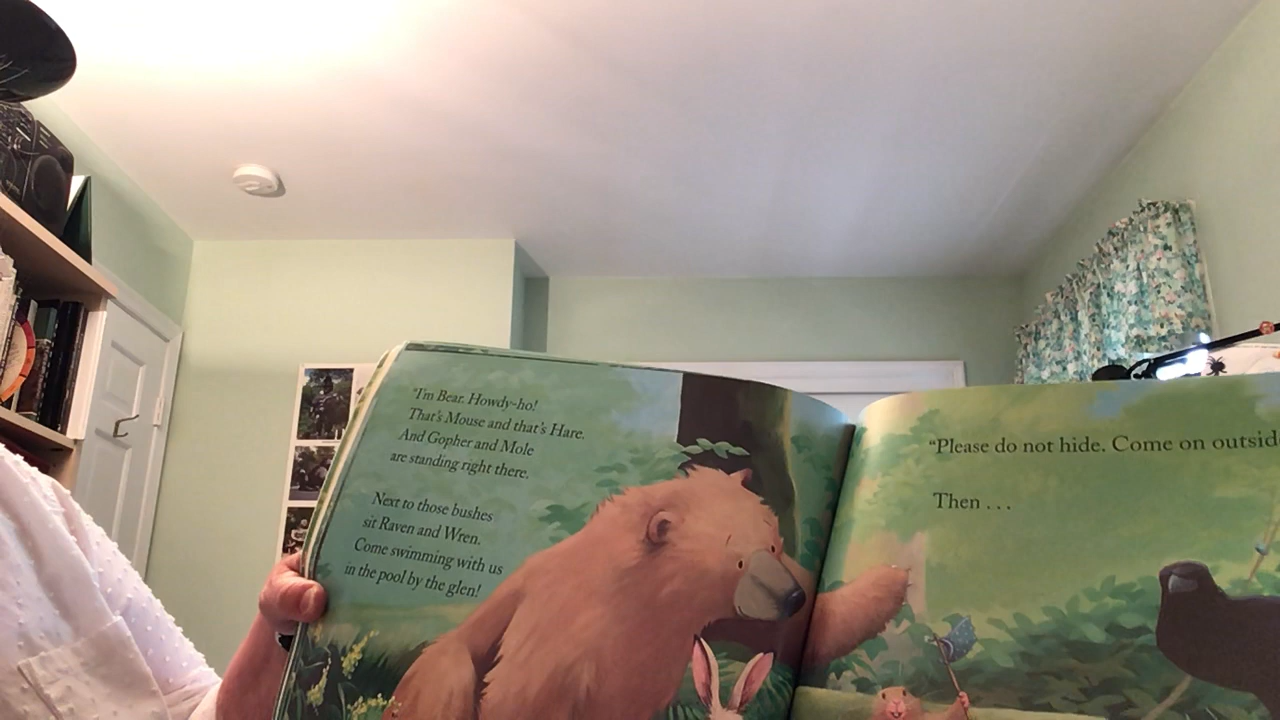 "I'm Bear. Howdy-ho!
That's Mouse and that's Hare.
And Gopher and Mole
are standing right there.
Next to those bushes
sit Raven and Wren.
Come swimming with us
in the pool by the glen!
"Please do not hide. Come on outside
Then . . .